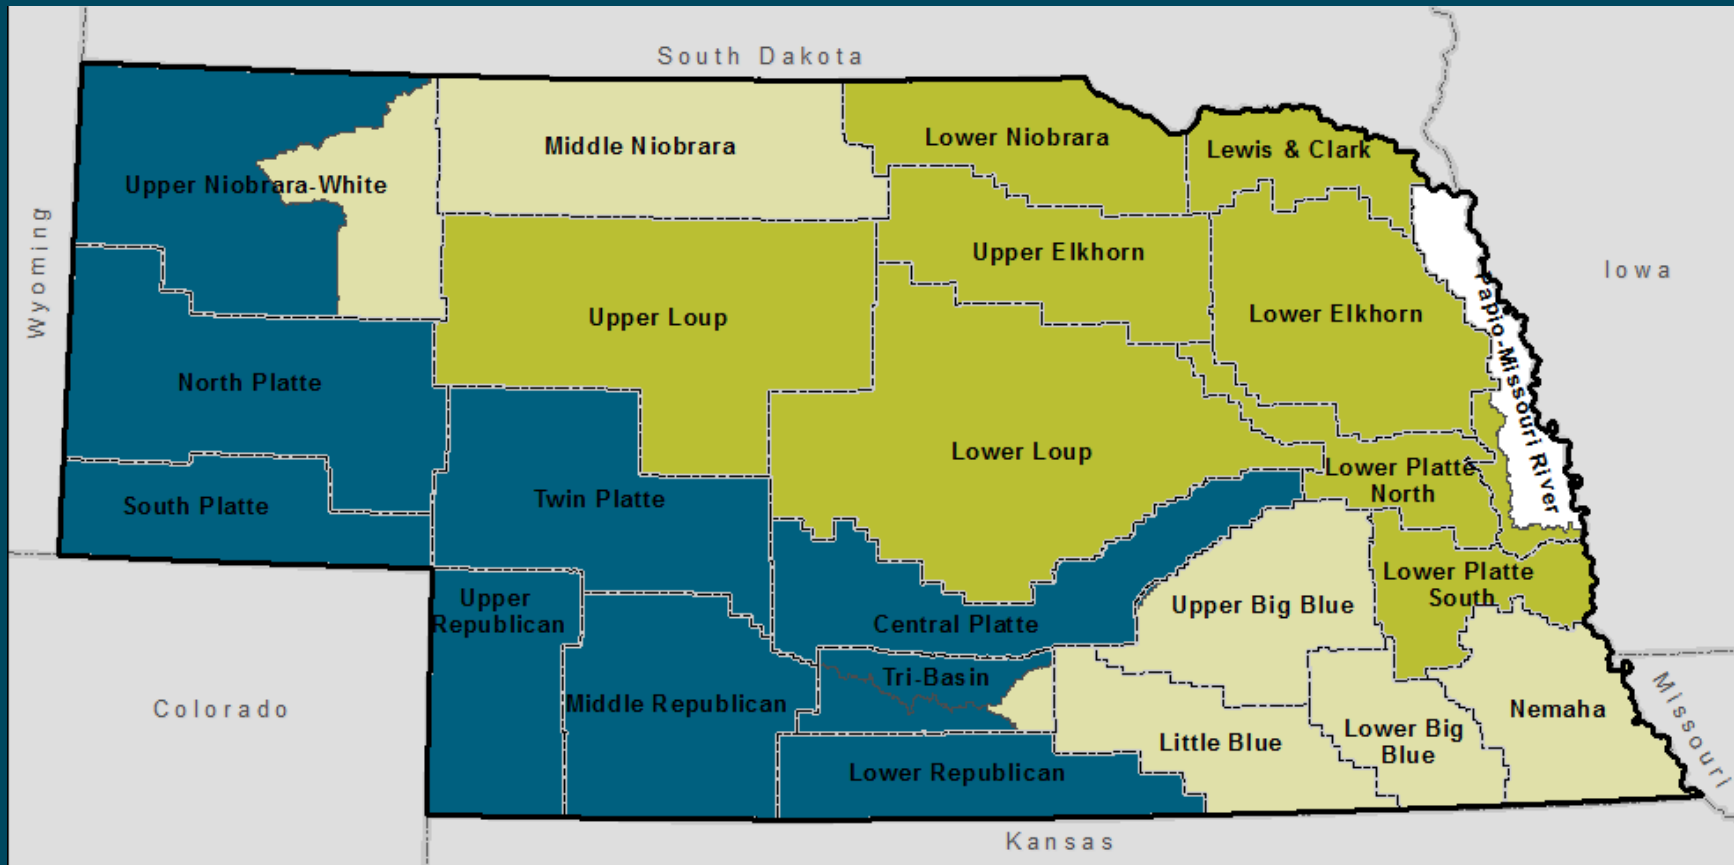 South Dakota
Lower Niobrara
Middle Niobrara
Lewis & Clark
Upper Niobrara-White
Wyoming
Upper Elkhorn
Iowa
Upper Loup
Lower Elkhorn
Papio-Missouri River
North Platte
Lower Loup
Lower Platte
North
Twin Platte
South Platte
Lower Platte
South
Upper
Republican
Upper Big Blue
Central Platte
Tri-Basin
Middle Republican
Colorado
Nemaha
Missouri
Lower Big
Blue
Little Blue
Lower Republican
Kansas